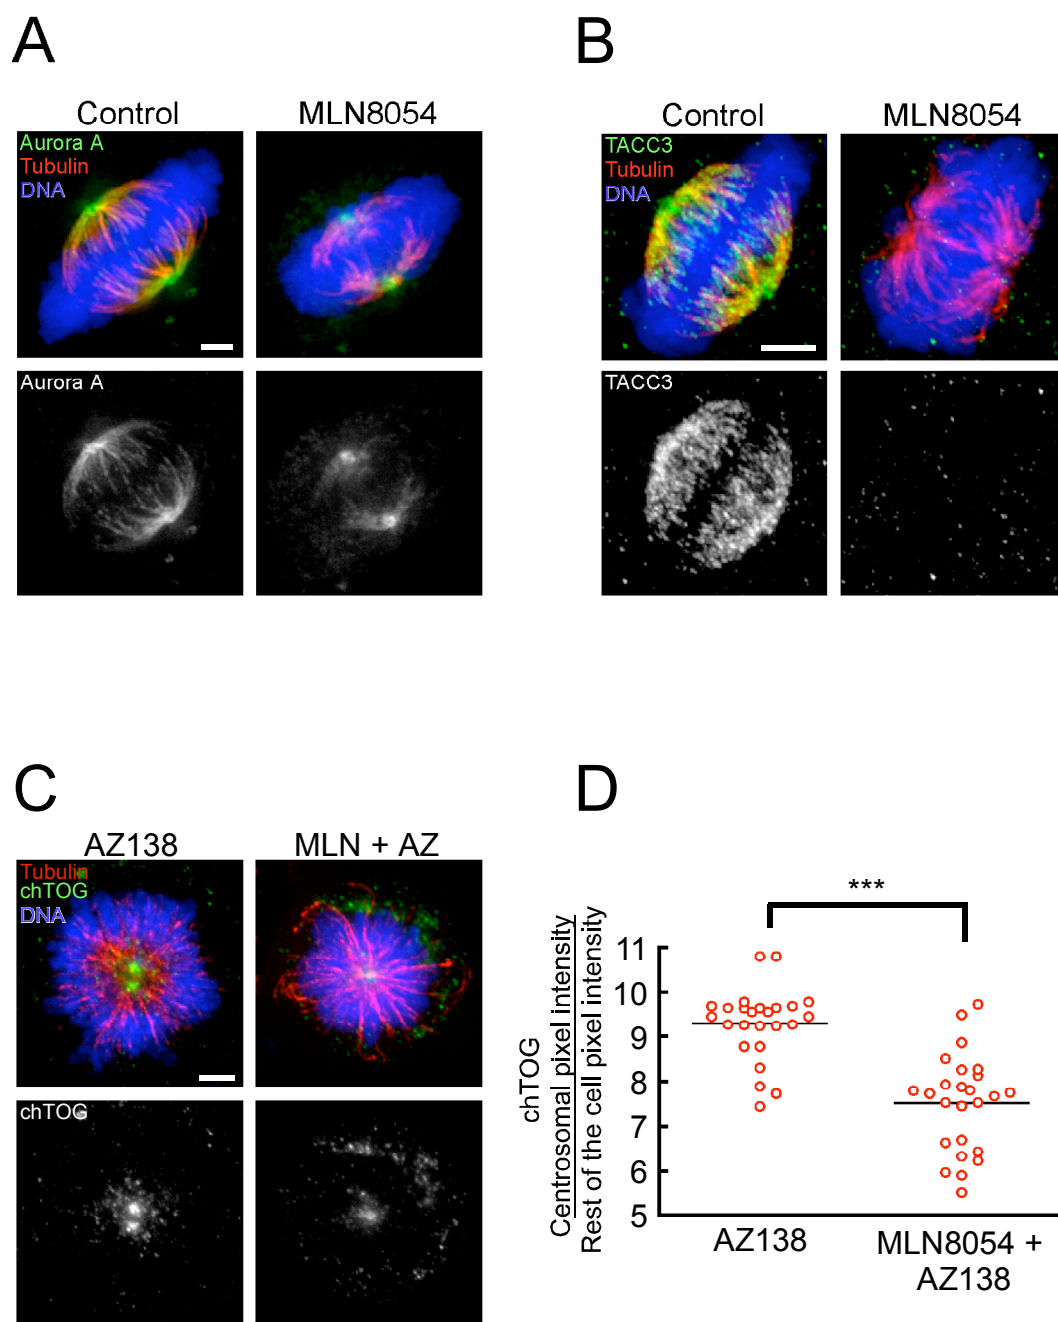 A
Control
MLN8054
Aurora A
Tubulin
DNA
Aurora A
B
Control
MLN8054
TACC3
Tubulin
DNA
TACC3
C
AZ138
MLN + AZ
Tubulin
chTOG
DNA
chTOG
D
***
chTOG
Centrosomal pixel intensity
Rest of the cell pixel intensity
11
10
9
8
7
6
5
AZ138
MLN8054 +
AZ138